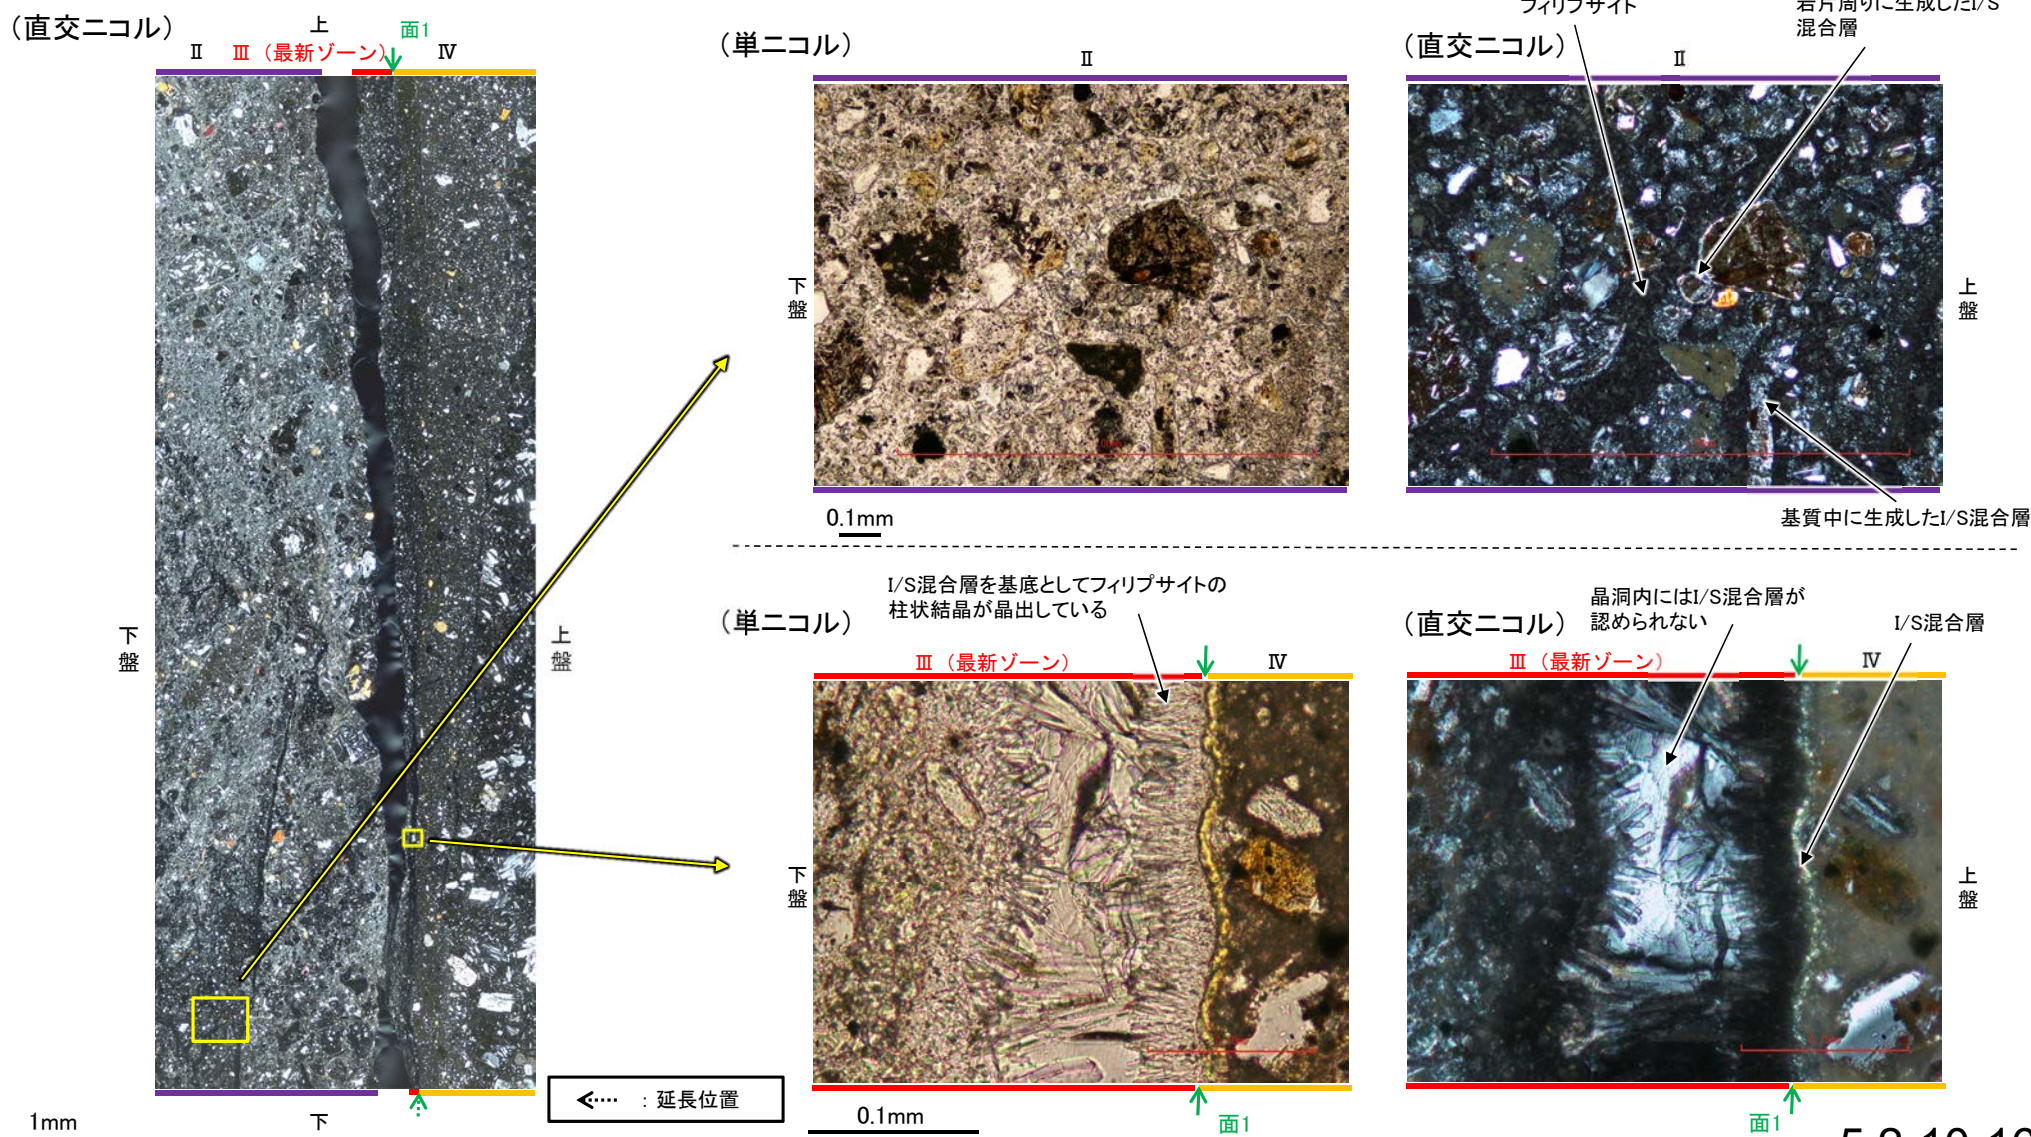 (直交ニコル)
上
面1
Ⅱ
Ⅲ(最新ゾーン)
Ⅳ
下盤
上盤
1mm
下
<‥‥ :延長位置
(単ニコル)
Ⅱ
下盤
0.1mm
(直交ニコル)
フィリプサイト
岩片周りに生成したI/S
混合層
Ⅱ
上盤
基質中に生成したI/S混合層
(単ニコル)
I/S混合層を基底としてフィリプサイトの
柱状結晶が晶出している
Ⅲ(最新ゾーン)
Ⅳ
下盤
0.1mm
面1
(直交ニコル)
晶洞内にはI/S混合層が
認められない
I/S混合層
Ⅲ(最新ゾーン)
Ⅳ
上盤
面1